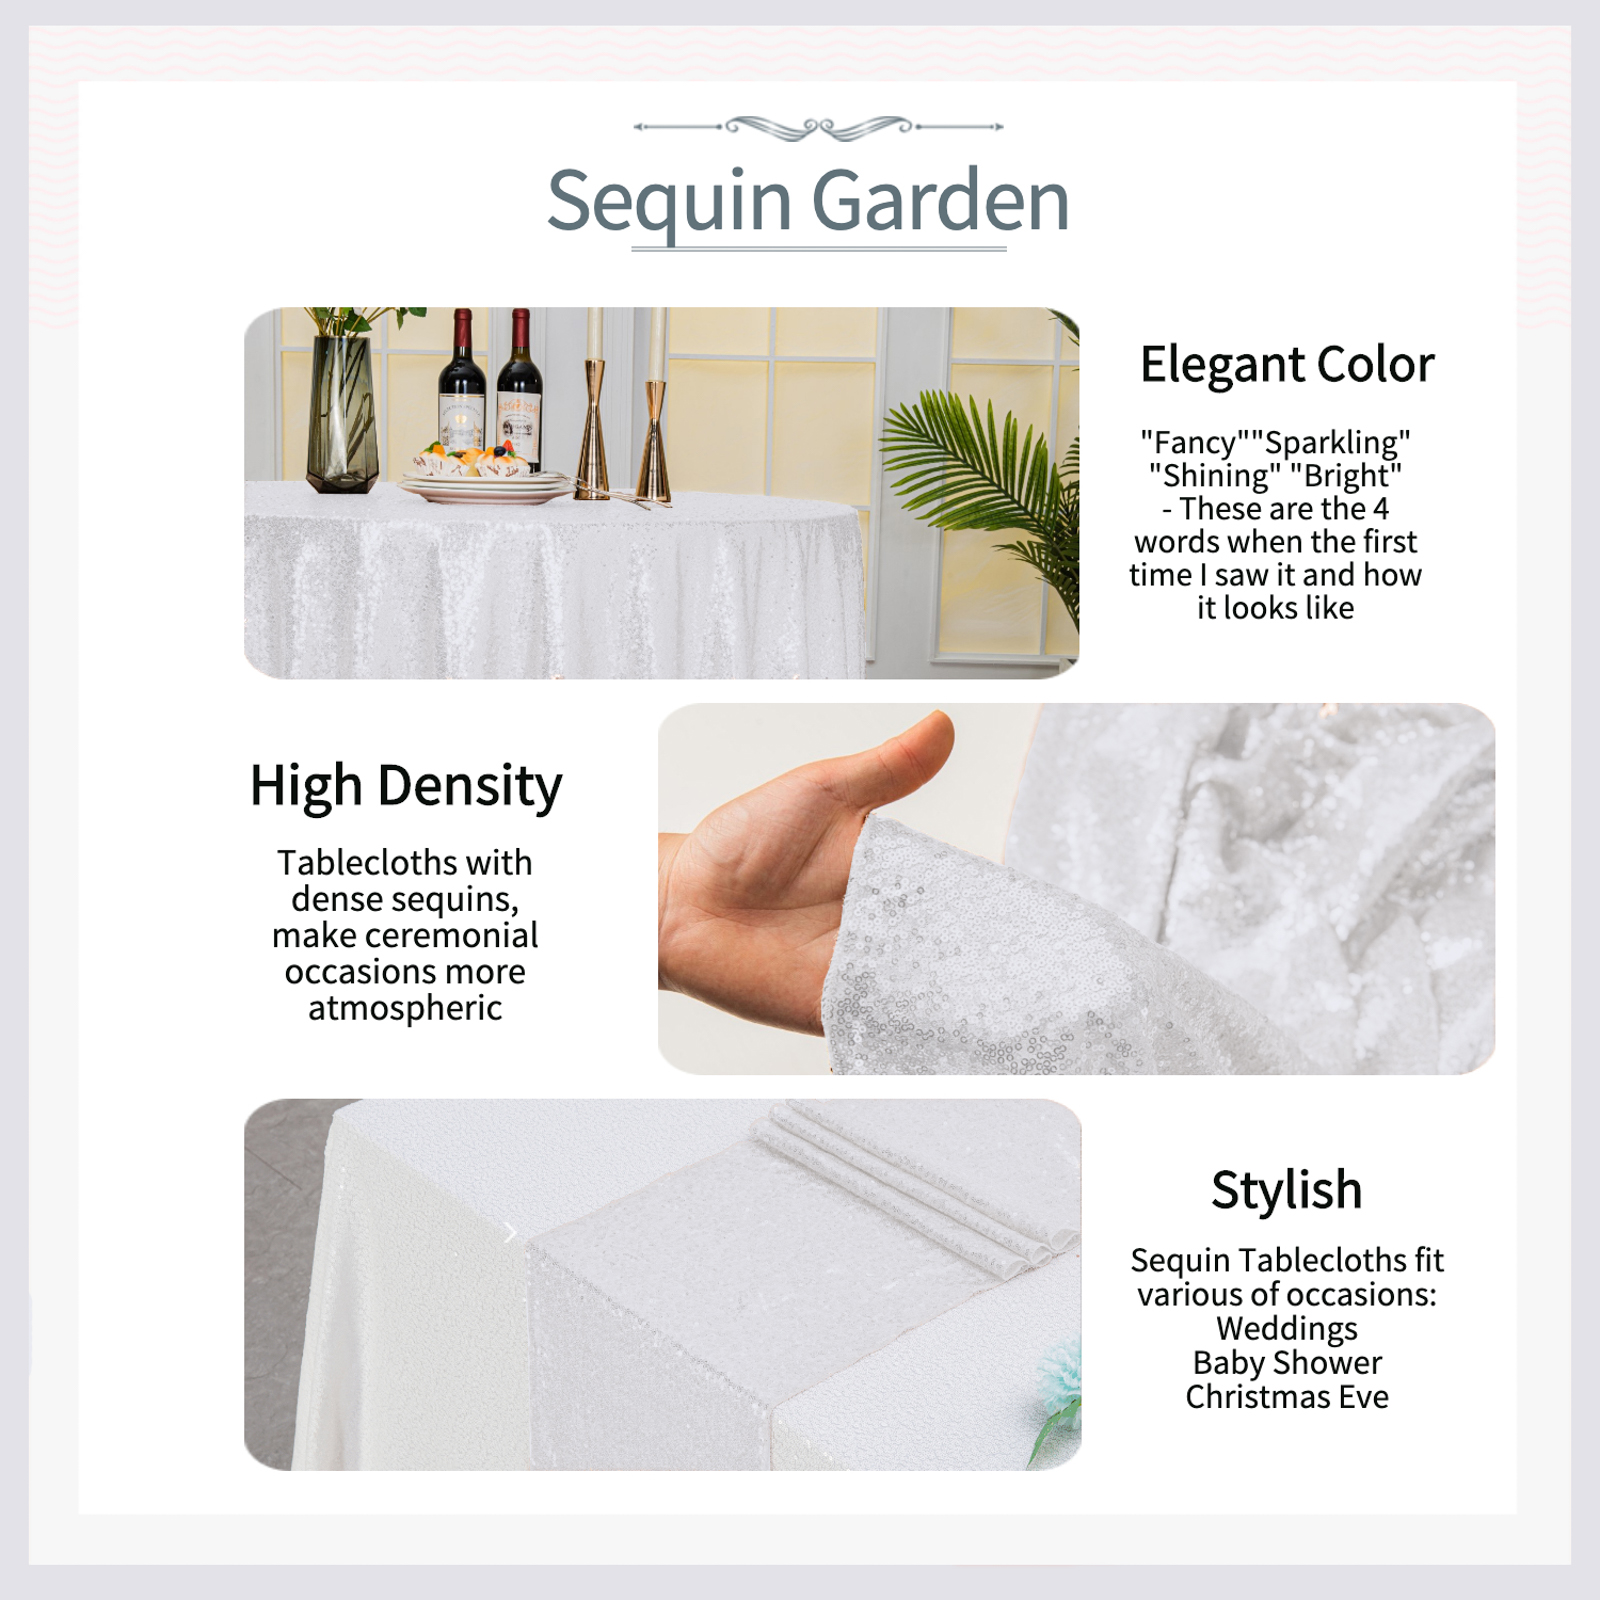 Sequin Garden
Elegant Color
"Fancy""Sparkling"
"Shining" "Bright"
- These are the 4
words when the first
time I saw it and how
it looks like
High Density
Tablecloths with
dense sequins,
make ceremonial
occasions more
atmospheric
Stylish
Sequin Tablecloths fit
various of occasions:
Weddings
Baby Shower
Christmas Eve